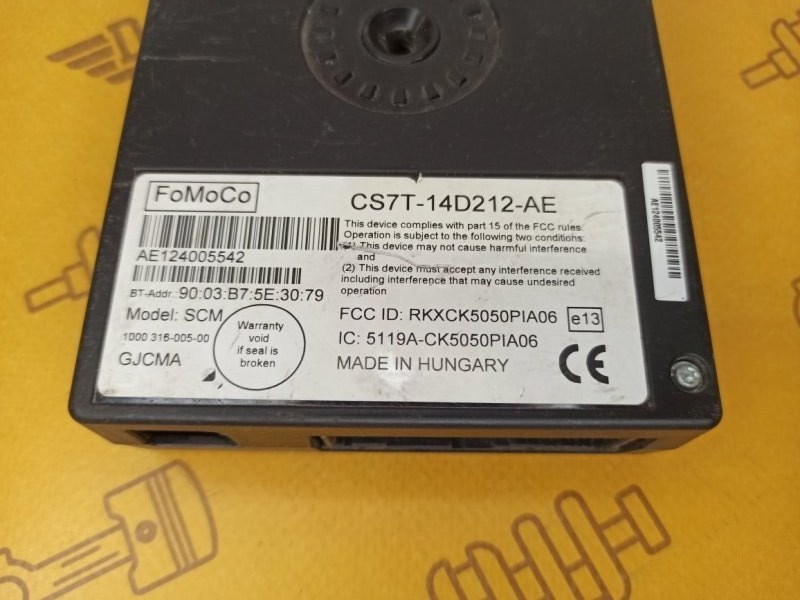 FoMoCo
CS7T-14D212-AE
AE124005542
BT-Addr.:90:03:B7:5E:30:79
Model: SCM
1000 316-005-00
GJCMA
Warranty
void
if seal is
broken
This device complies with part 15 of the FCC rules.
Operation is subject to the following two conditions:
(1) This device may not cause harmful interference
and
(2) This device must accept any interference received
including interference that may cause undesired
operation
FCC ID: RKXCK5050PIA06
e13
IC: 5119A-CK5050PIA06
MADE IN HUNGARY
CE
AE124005542